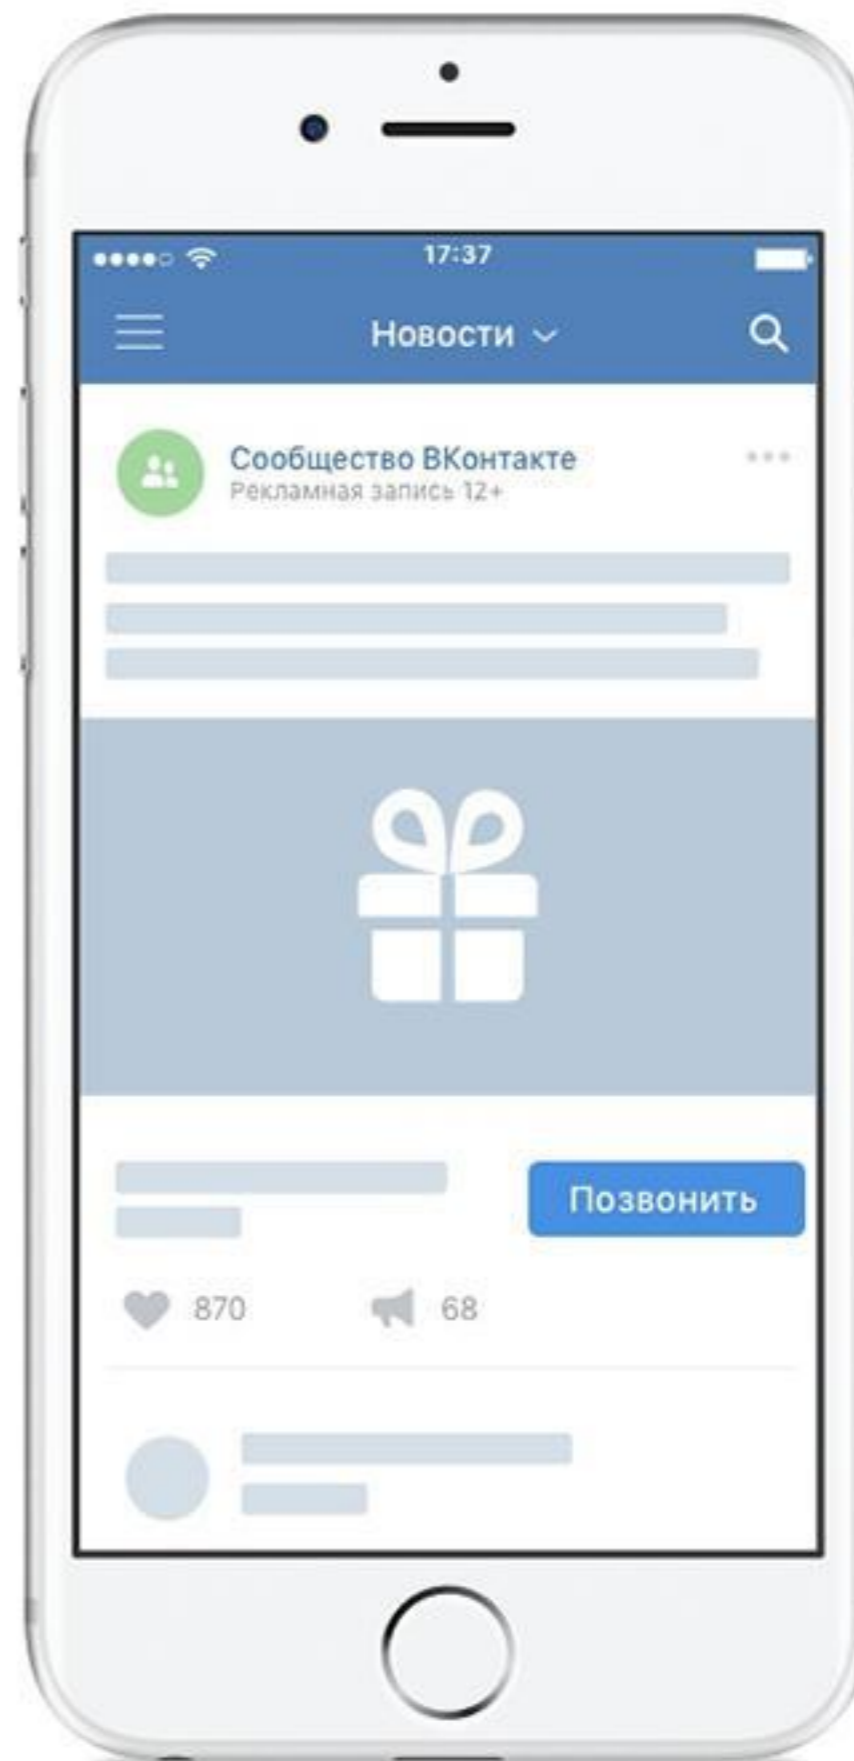 17:37
Новости
Сообщество ВКонтакте
Рекламная запись 12+
Позвонить
870 68